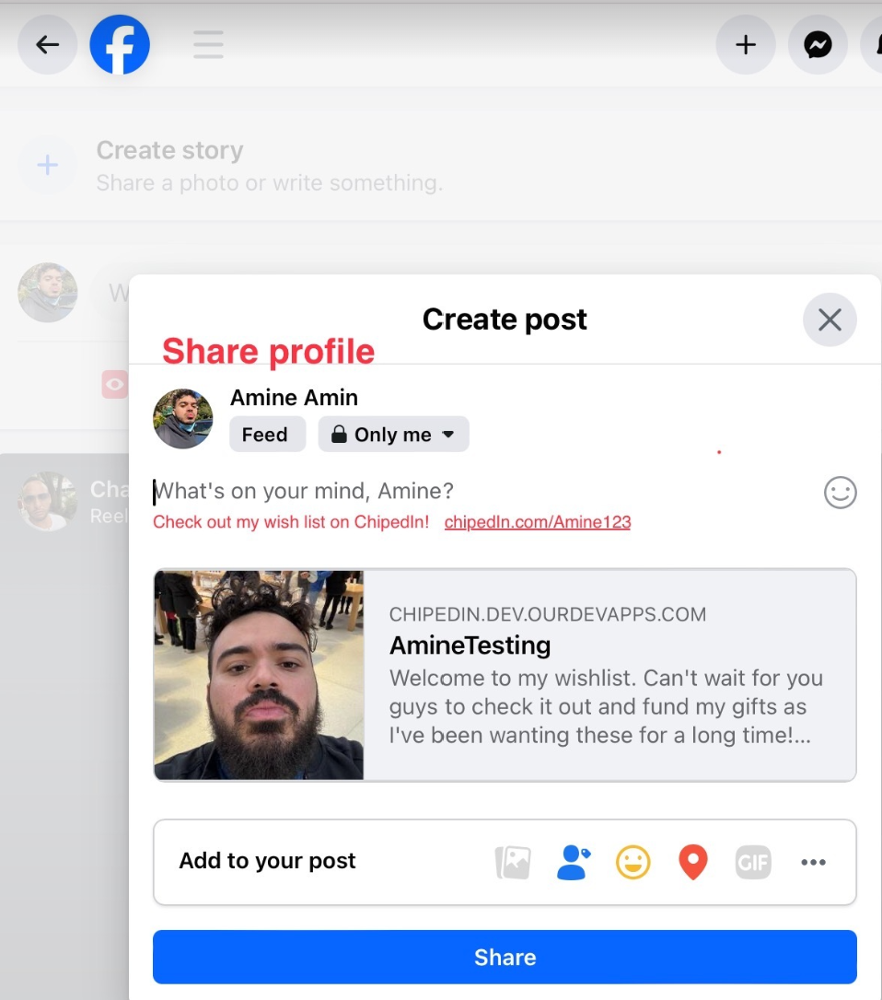 Create story
Share a photo or write something.
W
Create post
Share profile
Amine Amin
Feed
Only me
What's on your mind, Amine?
Check out my wish list on ChipedIn! chipedIn.com/Amine123
Cha
Reel
CHIPEDIN.DEV.OURDEVAPPS.COM
AmineTesting
Welcome to my wishlist. Can't wait for you
guys to check it out and fund my gifts as
I've been wanting these for a long time!...
Add to your post
GIF
Share